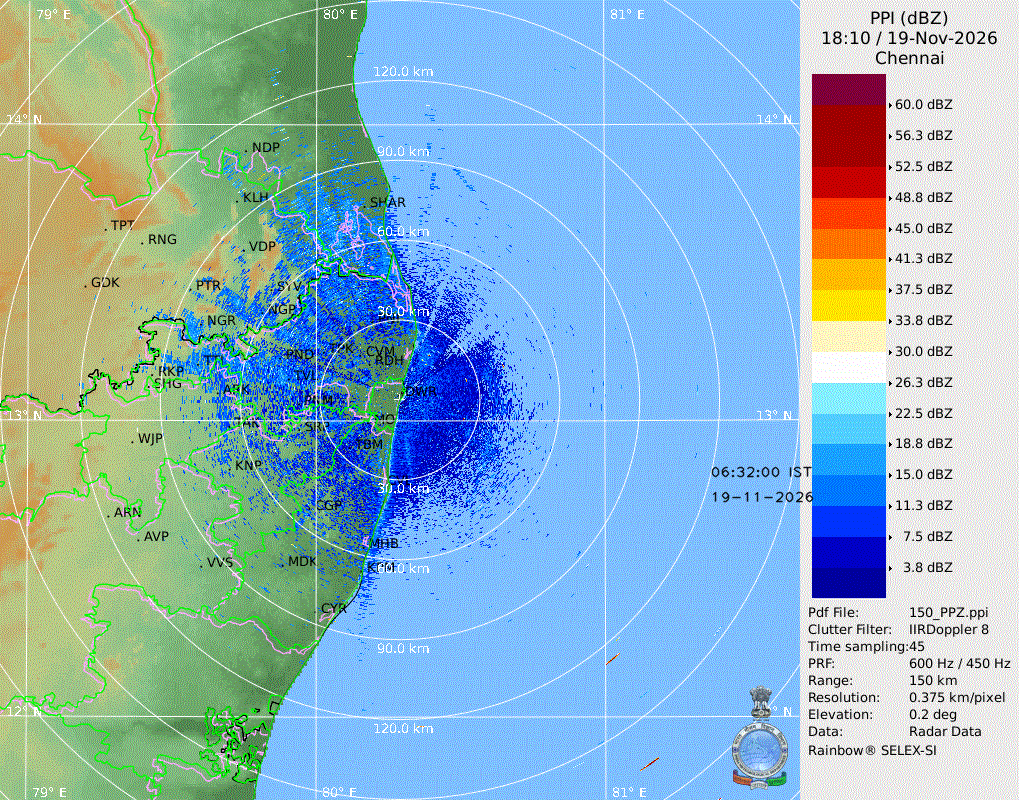 79° E
80° E
81° E
120.0 km
14° N
14° N
NDP
90.0 km
KLH
SHAR
TPT
RNG
60.0 km
VDP
GDK
PTR
SYV
NGP
30.0 km
NGR
CVM
RDH
PND
RKP
SHG
TVL
13° N
13° N
TBM
WJP
KNP
30.0 km
06:32:00 IST
19-11-2026
CGP
ARN
AVP
MHB
VVS
MDK
60.0 km
CYR
90.0 km
12° N
120.0 km
79° E
80° E
81° E
PPI (dBZ)
18:10 / 19-Nov-2026
Chennai
60.0 dBZ
56.3 dBZ
52.5 dBZ
48.8 dBZ
45.0 dBZ
41.3 dBZ
37.5 dBZ
33.8 dBZ
30.0 dBZ
26.3 dBZ
22.5 dBZ
18.8 dBZ
15.0 dBZ
11.3 dBZ
7.5 dBZ
3.8 dBZ
Pdf File: 150_PPZ.ppi
Clutter Filter: IIRDoppler 8
Time sampling:45
PRF: 600 Hz / 450 Hz
Range: 150 km
Resolution: 0.375 km/pixel
Elevation: 0.2 deg
Data: Radar Data
Rainbow® SELEX-SI